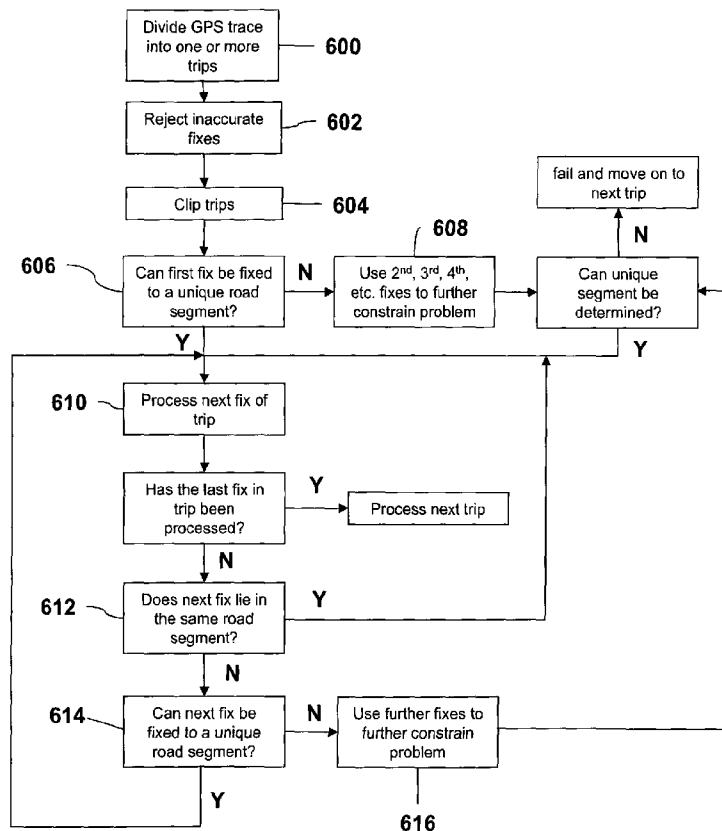 Divide GPS trace
into one or more
trips
600
Reject inaccurate
fixes
602
Clip trips
604
fail and move on to
next trip
608
N
606
Can first fix be fixed
to a unique road
segment?
N
Use 2nd, 3rd, 4th,
etc. fixes to further
constrain problem
Can unique
segment be
determined?
Y
Y
610
Process next fix of
trip
Has the last fix in
trip been
processed?
Y
Process next trip
N
612
Does next fix lie in
the same road
segment?
Y
N
614
Can next fix be
fixed to a unique
road segment?
N
Use further fixes to
further constrain
problem
Y
616